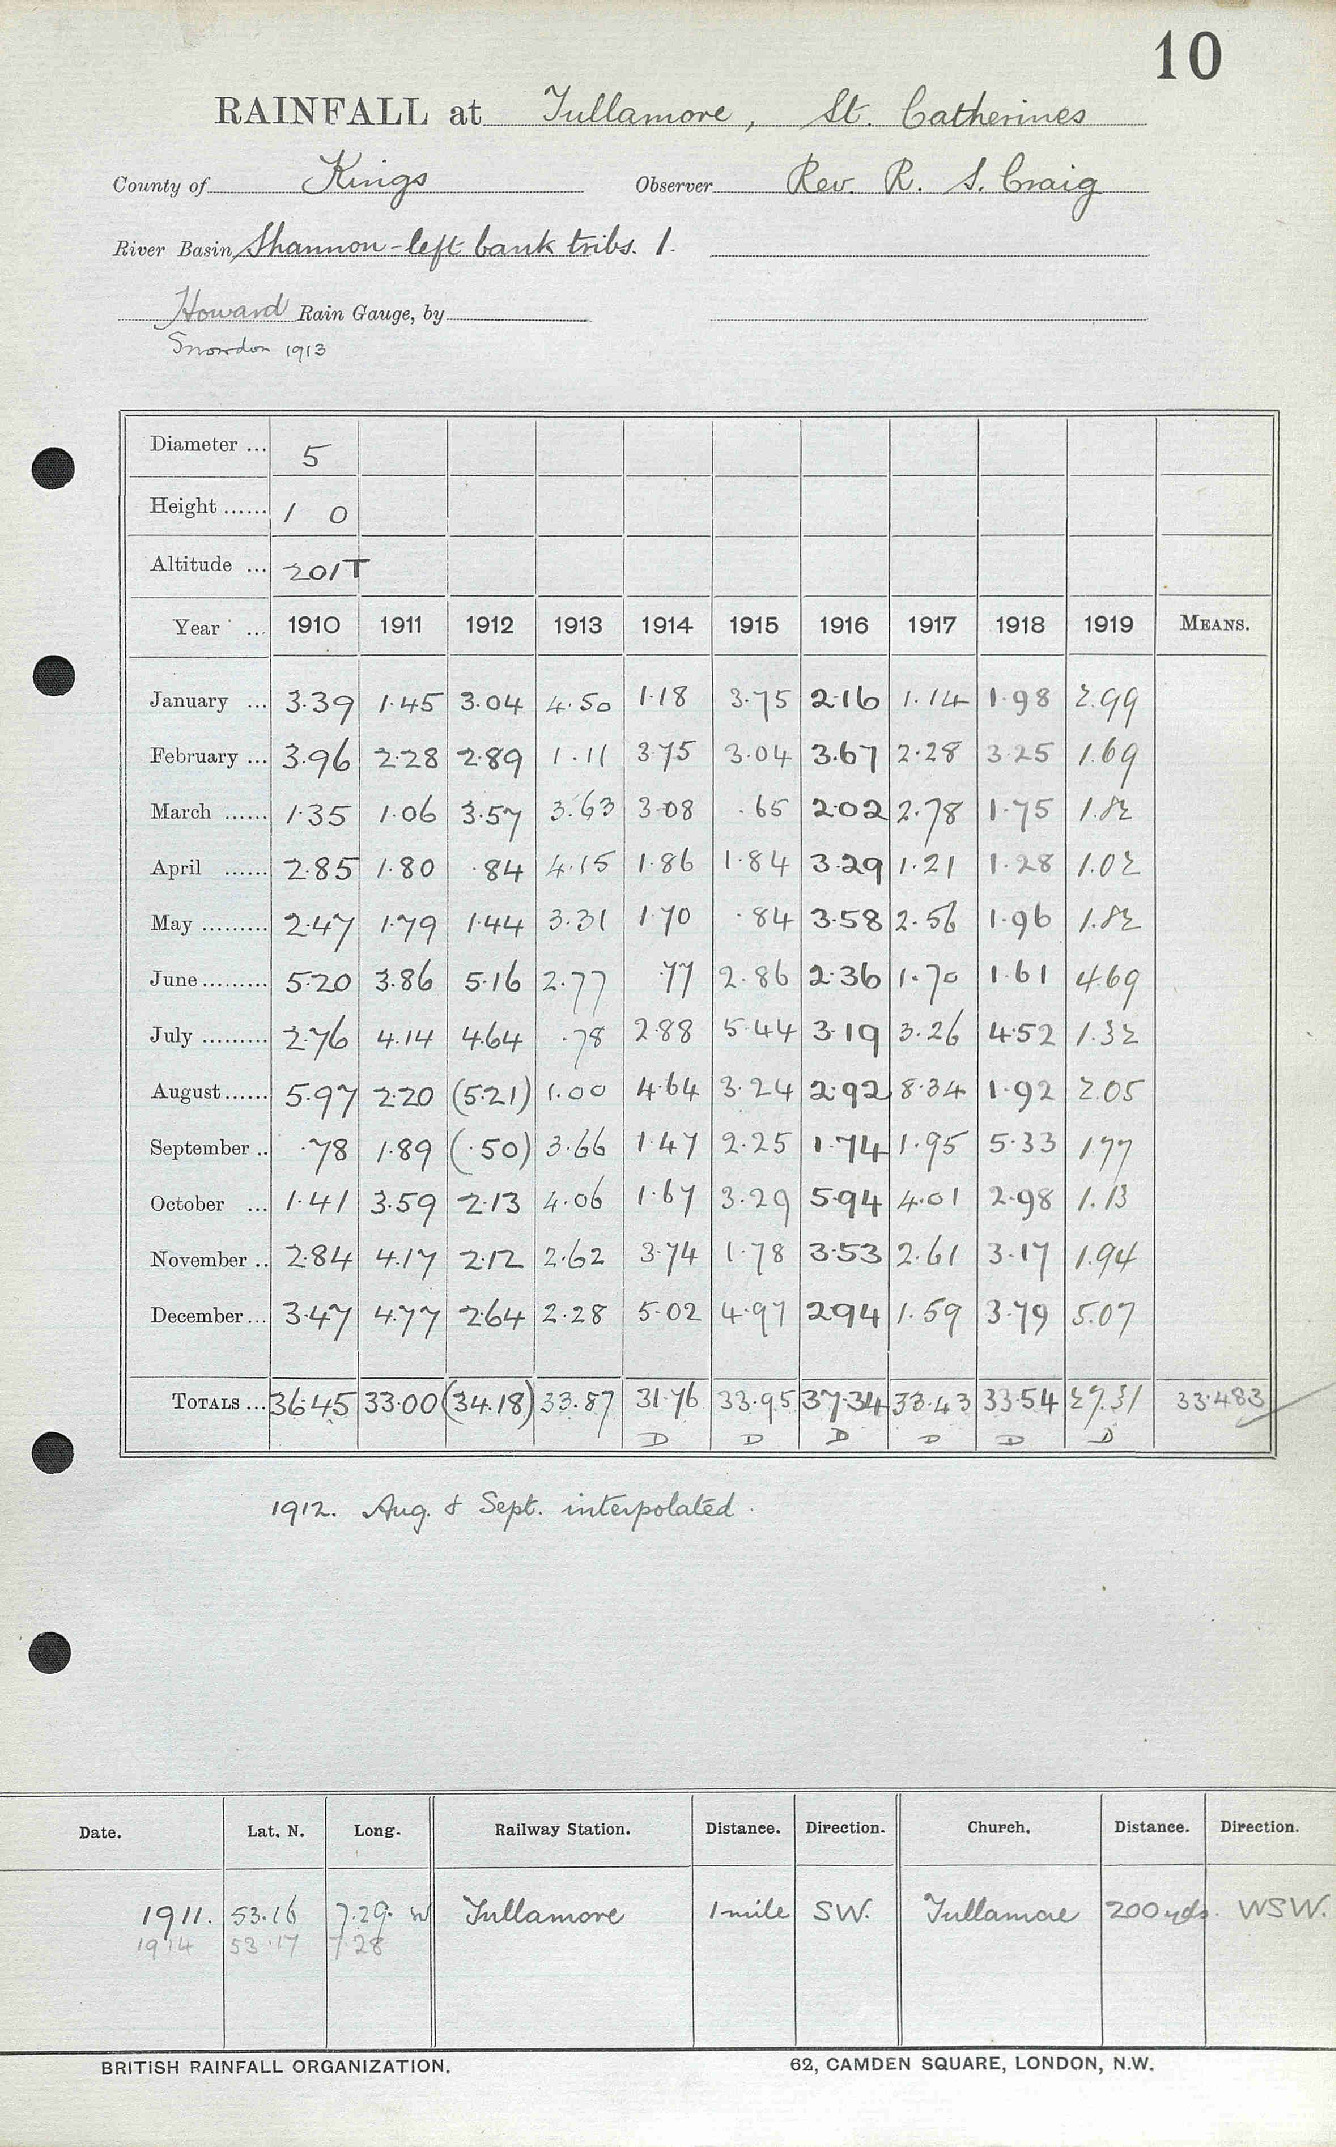 10
RAINFALL at Tullamore, St. Catherines
County of Kings Observer Rev. R. S. Craig
River Basin Shannon - left bank tribs. 1.
Howard Rain Gauge, by
Snowdon 1913
Diameter ... 5
Height ...... 1 0
Altitude ... 201T
Year ... 1910 1911 1912 1913 1914 1915 1916 1917 1918 1919 MEANS.
January ... 3.39 1.45 3.04 4.50 1.18 3.75 2.16 1.14 1.98 2.99
February ... 3.96 2.28 2.89 1.11 3.75 3.04 3.67 2.28 3.25 1.69
March ...... 1.35 1.06 3.57 3.63 3.08 .65 2.02 2.78 1.75 1.82
April ...... 2.85 1.80 .84 4.15 1.86 1.84 3.29 1.21 1.28 1.02
May ......... 2.47 1.79 1.44 3.31 1.70 .84 3.58 2.56 1.96 1.82
June ......... 5.20 3.86 5.16 2.77 .77 2.86 2.36 1.70 1.61 4.69
July ......... 2.76 4.14 4.64 .78 2.88 5.44 3.19 3.26 4.52 1.32
August ...... 5.97 2.20 (5.21) 1.00 4.64 3.24 2.92 8.34 1.92 2.05
September .. .78 1.89 (.50) 3.66 1.47 2.25 1.74 1.95 5.33 1.77
October ... 1.41 3.59 2.13 4.06 1.67 3.29 5.94 4.01 2.98 1.13
November .. 2.84 4.17 2.12 2.62 3.74 1.78 3.53 2.61 3.17 1.94
December ... 3.47 4.77 2.64 2.28 5.02 4.97 2.94 1.59 3.79 5.07
TOTALS ... 36.45 33.00 (34.18) 33.87 31.76 33.95 37.34 33.43 33.54 27.31 33.483
D D D D D D
1912. Aug. & Sept. interpolated.
Date. Lat. N. Long. Railway Station. Distance. Direction. Church. Distance. Direction.
1911. 53.16 7.29. W Tullamore 1 mile SW. Tullamore 200 yds. WSW.
1914 53.17 7.28
BRITISH RAINFALL ORGANIZATION. 62, CAMDEN SQUARE, LONDON, N.W.